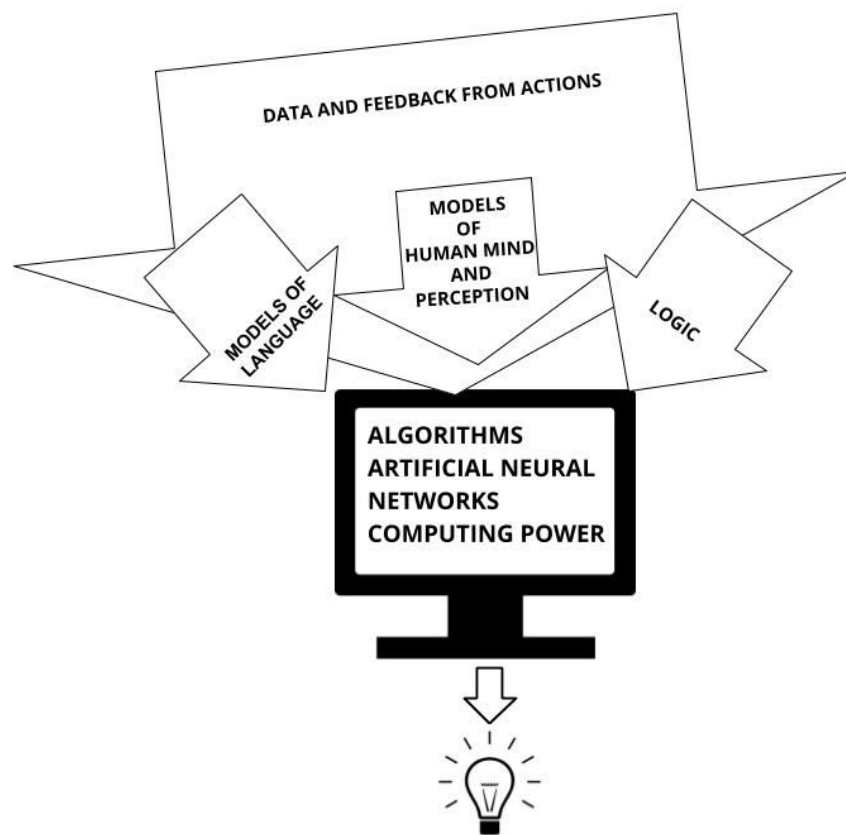 DATA AND FEEDBACK FROM ACTIONS
MODELS
OF
HUMAN MIND
AND
PERCEPTION
MODELS OF
LANGUAGE
LOGIC
ALGORITHMS
ARTIFICIAL NEURAL
NETWORKS
COMPUTING POWER